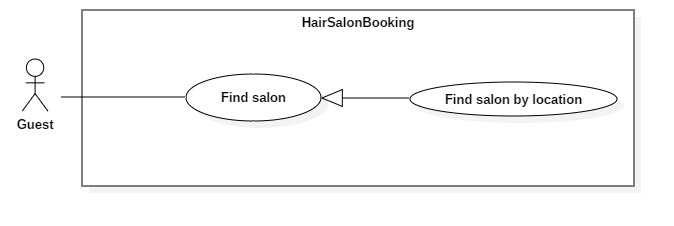 HairSalonBooking
Find salon
Find salon by location
Guest